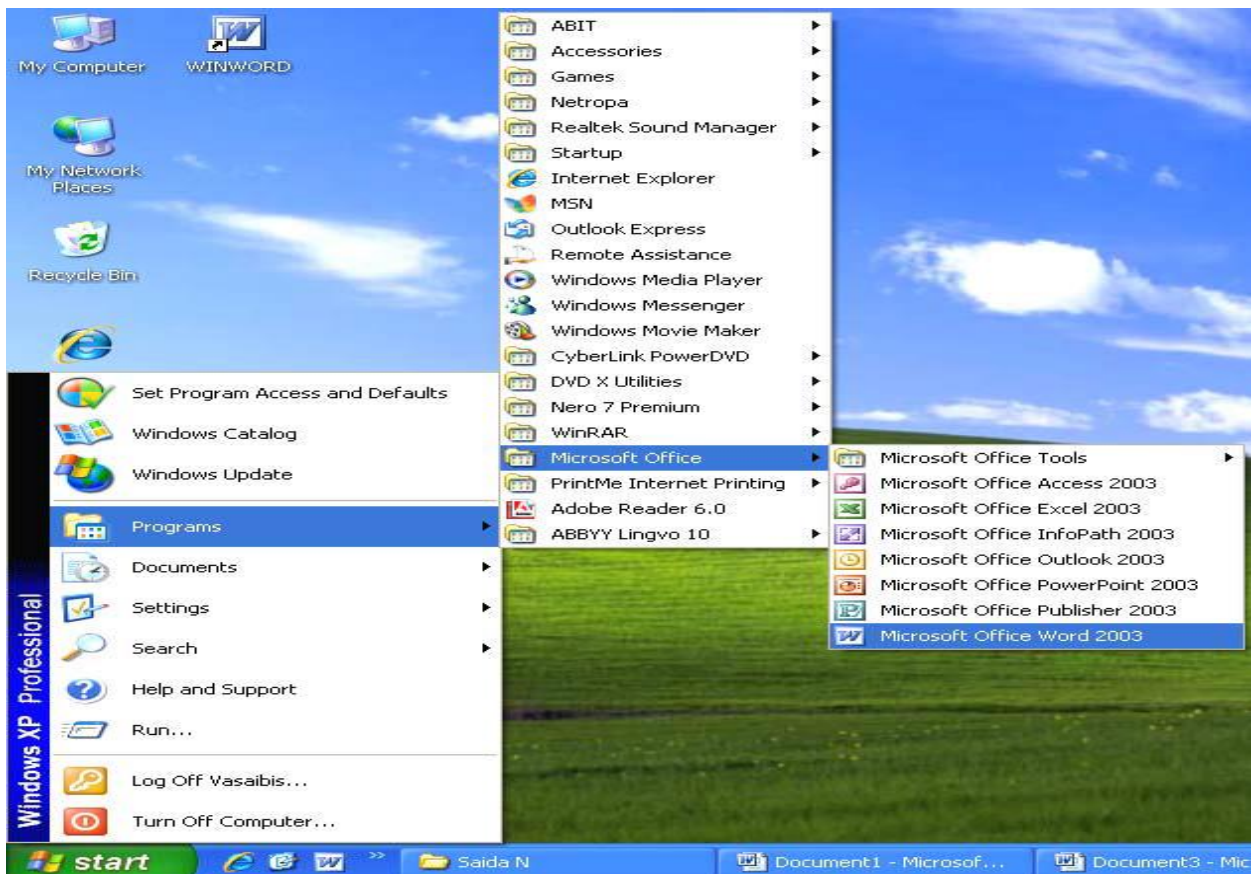 My Computer
WINWORD
My Network
Places
Recycle Bin
ABIT
Accessories
Games
Netropa
Realtek Sound Manager
Startup
Internet Explorer
MSN
Outlook Express
Remote Assistance
Windows Media Player
Windows Messenger
Windows Movie Maker
CyberLink PowerDVD
DVD X Utilities
Nero 7 Premium
WinRAR
Microsoft Office
PrintMe Internet Printing
Adobe Reader 6.0
ABBYY Lingvo 10
Microsoft Office Tools
Microsoft Office Access 2003
Microsoft Office Excel 2003
Microsoft Office InfoPath 2003
Microsoft Office Outlook 2003
Microsoft Office PowerPoint 2003
Microsoft Office Publisher 2003
Microsoft Office Word 2003
Set Program Access and Defaults
Windows Catalog
Windows Update
Programs
Documents
Settings
Search
Help and Support
Run...
Log Off Vasaibis...
Turn Off Computer...
Windows XP Professional
start
Saida N
Document1 - Microsof...
Document3 - Mic